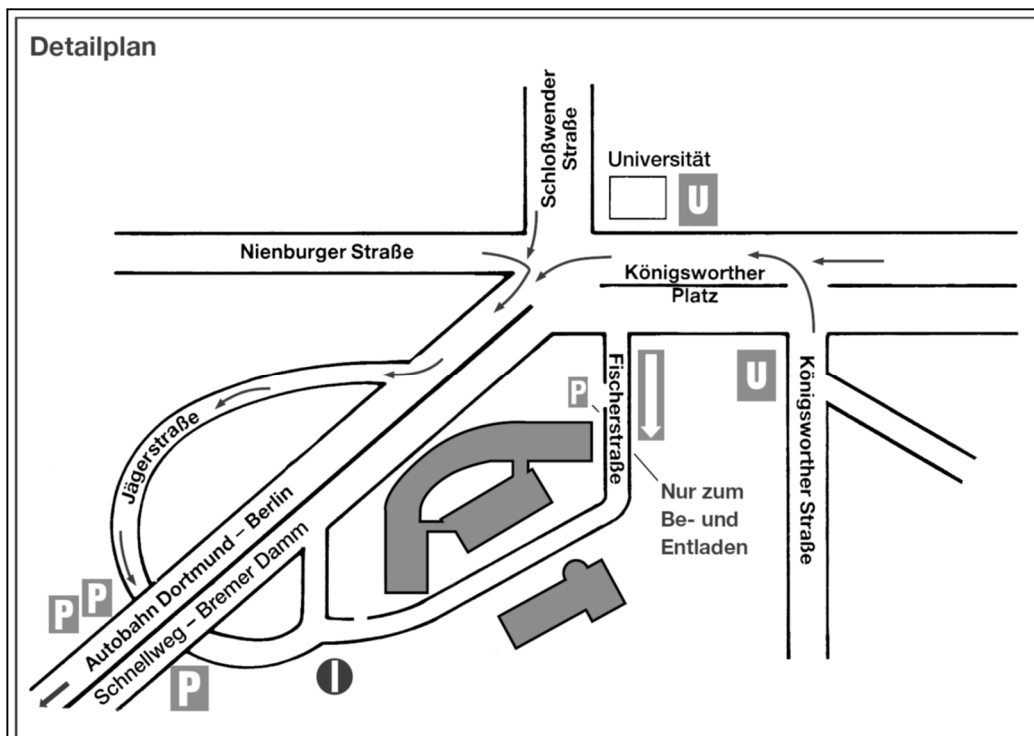 Detailplan
Schloßwender
Straße
Universität
U
Nienburger Straße
Königsworther
Platz
Fischerstraße
P
U
Königsworther Straße
Jägerstraße
Nur zum
Be- und
Entladen
Autobahn Dortmund – Berlin
Schnellweg – Bremer Damm
P
P
P